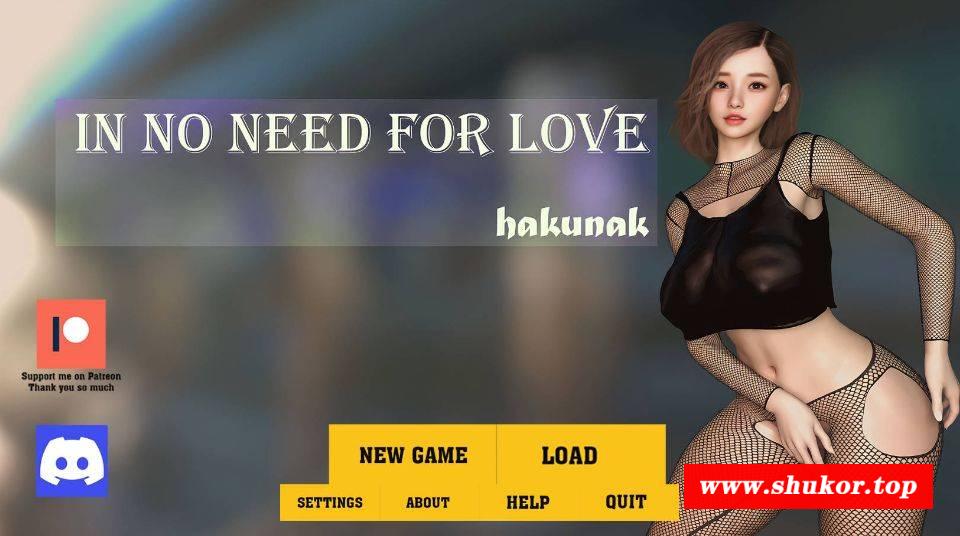 IN NO NEED FOR LOVE
hakunak
Support me on Patreon
Thank you so much
NEW GAME
LOAD
SETTINGS
ABOUT
HELP
QUIT
www.shukor.top